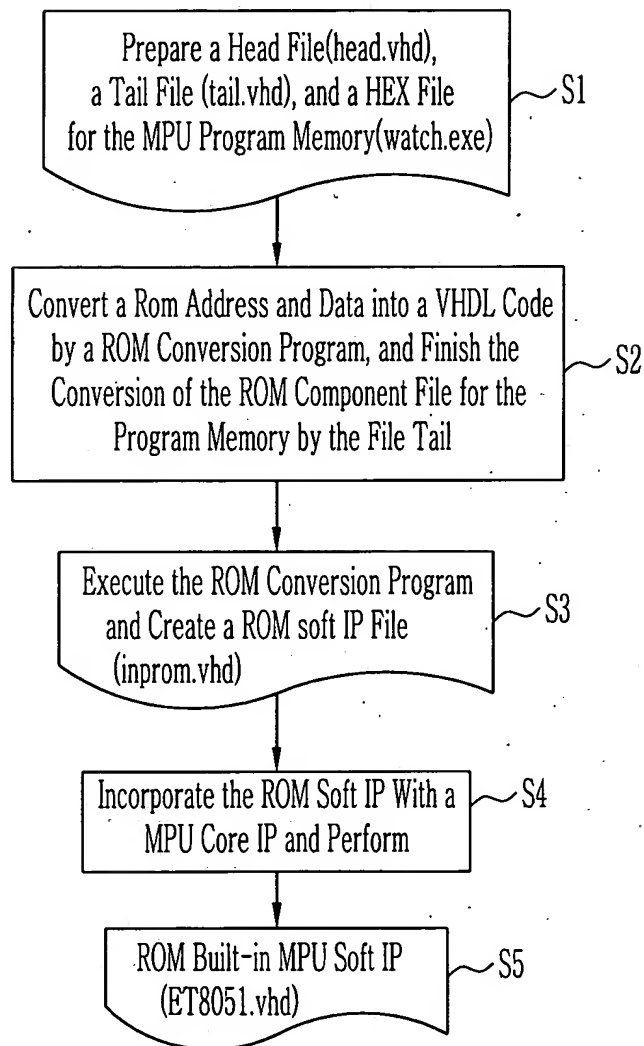 Prepare a Head File(head.vhd),
a Tail File (tail.vhd), and a HEX File
for the MPU Program Memory(watch.exe)
S1
Convert a Rom Address and Data into a VHDL Code
by a ROM Conversion Program, and Finish the
Conversion of the ROM Component File for the
Program Memory by the File Tail
S2
Execute the ROM Conversion Program
and Create a ROM soft IP File
(inprom.vhd)
S3
Incorporate the ROM Soft IP With a
MPU Core IP and Perform
S4
ROM Built-in MPU Soft IP
(ET8051.vhd)
S5